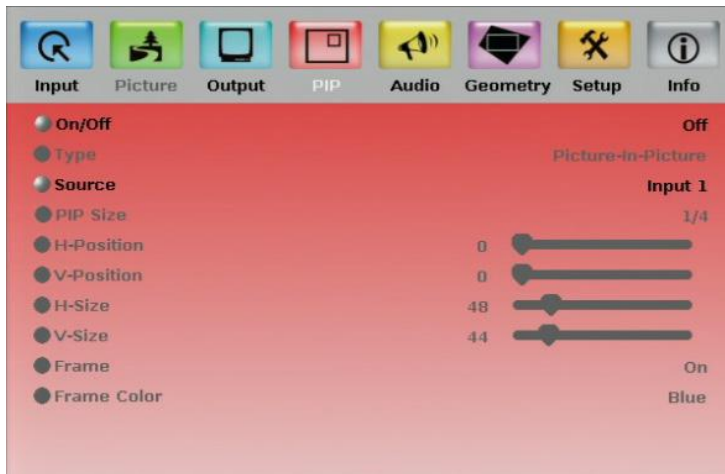 Input Picture Output PIP Audio Geometry Setup Info
On/Off Off
Type Picture-In-Picture
Source Input 1
PIP Size 1/4
H-Position 0
V-Position 0
H-Size 48
V-Size 44
Frame On
Frame Color Blue